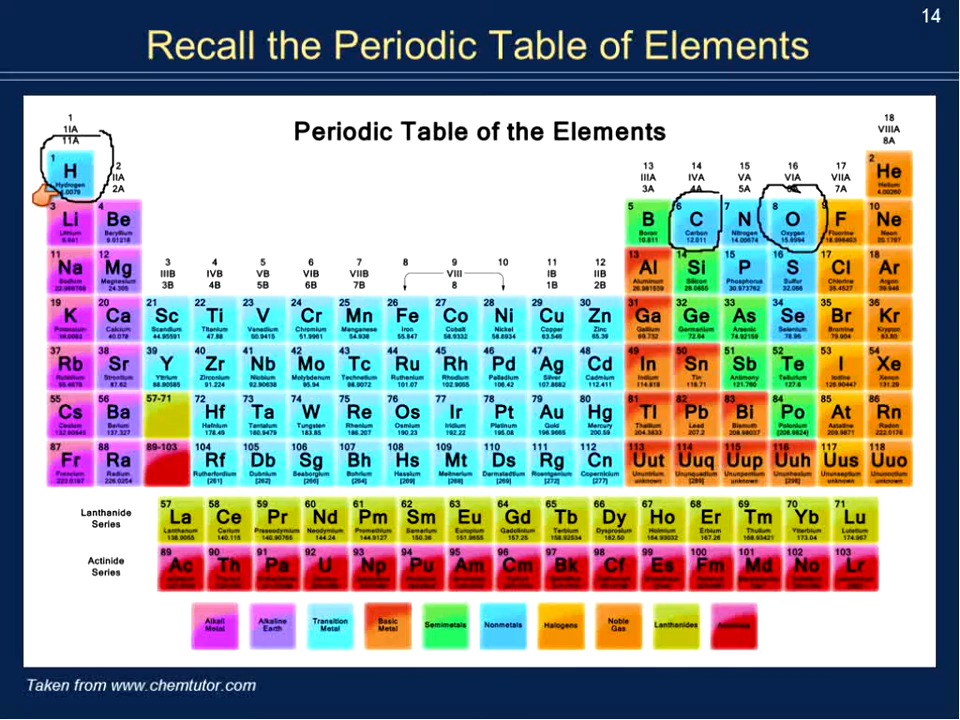 14
Recall the Periodic Table of Elements
Periodic Table of the Elements
1 18
1IA VIIIA
11A 8A
2 13 14 15 16 17
IIA IIIA IVA VA VIA VIIA
2A 3A 4A 5A 7A
1 2
H He
Hydrogen Helium
4.00260
3 4 5 6 7 8 9 10
Li Be B C N O F Ne
Lithium Beryllium Boron Carbon Nitrogen Oxygen Fluorine Neon
9.01218 10.811 12.011 14.00674 15.9994 18.998403 20.1797
11 12 13 14 15 16 17 18
Na Mg Al Si P S Cl Ar
Sodium Magnesium Aluminum Silicon Phosphorus Sulfur Chlorine Argon
22.989768 24.305 26.981539 28.0855 30.973762 32.066 35.4527 39.948
3 4 5 6 7 8 9 10 11 12
IIIB IVB VB VIB VIIB VIII IB IIB
3B 4B 5B 6B 7B 8 1B 2B
19 20 21 22 23 24 25 26 27 28 29 30 31 32 33 34 35 36
K Ca Sc Ti V Cr Mn Fe Co Ni Cu Zn Ga Ge As Se Br Kr
Potassium Calcium Scandium Titanium Vanadium Chromium Manganese Iron Cobalt Nickel Copper Zinc Gallium Germanium Arsenic Selenium Bromine Krypton
39.0983 40.078 44.95591 47.88 50.9415 51.9961 54.938 55.847 58.9332 58.6934 63.546 65.39 69.732 72.64 74.92159 78.96 79.904 83.80
37 38 39 40 41 42 43 44 45 46 47 48 49 50 51 52 53 54
Rb Sr Y Zr Nb Mo Tc Ru Rh Pd Ag Cd In Sn Sb Te I Xe
Rubidium Strontium Yttrium Zirconium Niobium Molybdenum Technetium Ruthenium Rhodium Palladium Silver Cadmium Indium Tin Antimony Tellurium Iodine Xenon
85.4678 87.62 88.90585 91.224 92.90638 95.94 98.9072 101.07 102.9055 106.42 107.8682 112.411 114.818 118.71 121.760 127.6 126.90447 131.29
55 56 57-71 72 73 74 75 76 77 78 79 80 81 82 83 84 85 86
Cs Ba Hf Ta W Re Os Ir Pt Au Hg Tl Pb Bi Po At Rn
Cesium Barium Hafnium Tantalum Tungsten Rhenium Osmium Iridium Platinum Gold Mercury Thallium Lead Bismuth Polonium Astatine Radon
132.90543 137.327 178.49 180.9479 183.85 186.207 190.23 192.22 195.08 196.9665 200.59 204.3833 207.2 208.98037 [208.9824] 209.9871 222.0176
87 88 89-103 104 105 106 107 108 109 110 111 112 113 114 115 116 117 118
Fr Ra Rf Db Sg Bh Hs Mt Ds Rg Cn Uut Uuq Uup Uuh Uus Uuo
Francium Radium Rutherfordium Dubnium Seaborgium Bohrium Hassium Meitnerium Darmstadtium Roentgenium Copernicium Ununtrium Ununquadium Ununpentium Ununhexium Ununseptium Ununoctium
223.0197 226.0254 [261] [262] [266] [264] [269] [268] [269] [272] [277] unknown [289] unknown [298] unknown unknown
57 58 59 60 61 62 63 64 65 66 67 68 69 70 71
Lanthanide Series La Ce Pr Nd Pm Sm Eu Gd Tb Dy Ho Er Tm Yb Lu
Lanthanum Cerium Praseodymium Neodymium Promethium Samarium Europium Gadolinium Terbium Dysprosium Holmium Erbium Thulium Ytterbium Lutetium
138.9055 140.115 140.90765 144.24 144.9127 150.36 151.9655 157.25 158.92534 162.50 164.93032 167.26 168.93421 173.04 174.967
89 90 91 92 93 94 95 96 97 98 99 100 101 102 103
Actinide Series Ac Th Pa U Np Pu Am Cm Bk Cf Es Fm Md No Lr
Alkali Metal
Alkaline Earth
Transition Metal
Basic Metal
Semimetals
Nonmetals
Halogens
Noble Gas
Lanthanides
Taken from www.chemtutor.com